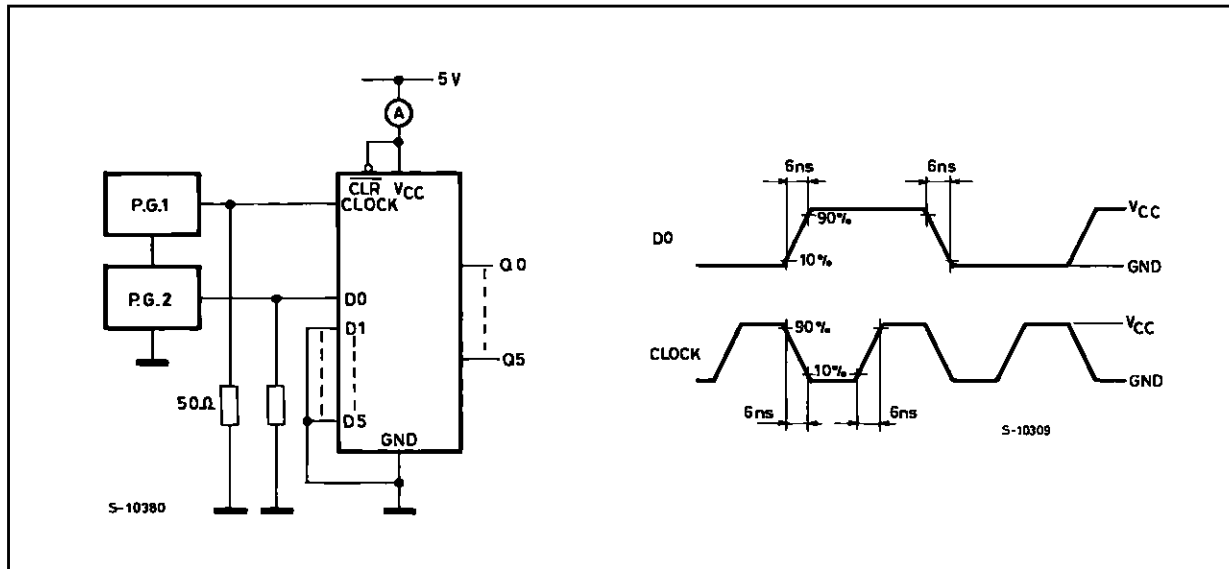 5 V
A
CLR VCC
P.G.1
CLOCK
Q0
P.G.2
D0
D1
Q5
50Ω
D5
GND
S-10380
6ns 6ns
90%
VCC
D0
10%
GND
90%
VCC
CLOCK
10%
GND
6ns 6ns
S-10309